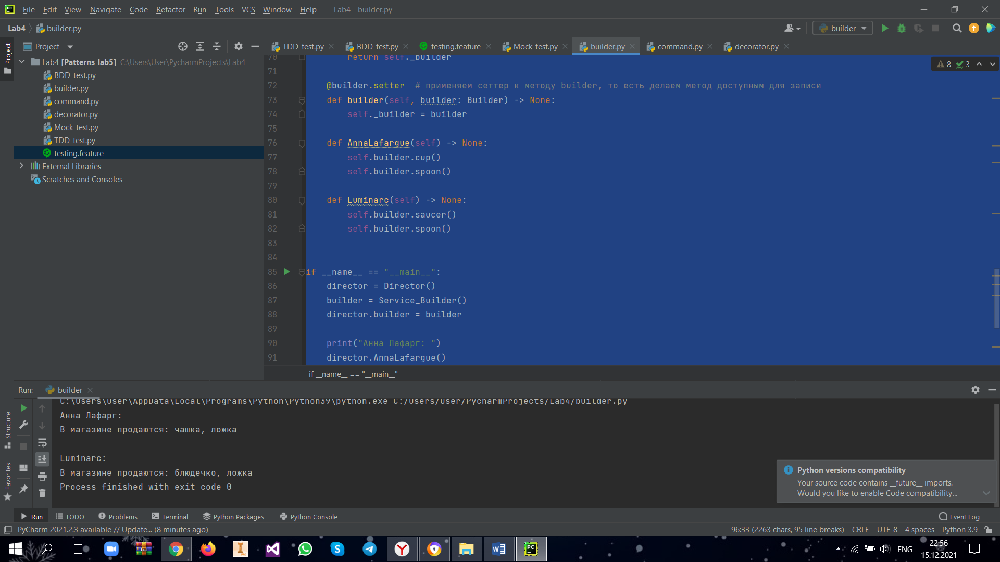 File Edit View Navigate Code Refactor Run Tools VCS Window Help Lab4 - builder.py
Lab4 builder.py builder
Project TDD_test.py BDD_test.py testing.feature Mock_test.py builder.py command.py decorator.py
Project
Lab4 [Patterns_lab5] C:\Users\User\PycharmProjects\Lab4
BDD_test.py
builder.py
command.py
decorator.py
Mock_test.py
TDD_test.py
testing.feature
External Libraries
Scratches and Consoles
8 3
70 return self._builder
71
72 @builder.setter # применяем сеттер к методу builder, то есть делаем метод доступным для записи
73 def builder(self, builder: Builder) -> None:
74 self._builder = builder
75
76 def AnnaLafargue(self) -> None:
77 self.builder.cup()
78 self.builder.spoon()
79
80 def Luminarc(self) -> None:
81 self.builder.saucer()
82 self.builder.spoon()
83
84
85 if __name__ == "__main__":
86 director = Director()
87 builder = Service_Builder()
88 director.builder = builder
89
90 print("Анна Лафарг: ")
91 director.AnnaLafargue()
if __name__ == "__main__"
Run: builder
C:\Users\User\AppData\Local\Programs\Python\Python39\python.exe C:/Users/User/PycharmProjects/Lab4/builder.py
Анна Лафарг:
В магазине продаются: чашка, ложка
Luminarc:
В магазине продаются: блюдечко, ложка
Process finished with exit code 0
Structure
Favorites
Python versions compatibility
Your source code contains __future__ imports.
Would you like to enable Code compatibility...
Run TODO Problems Terminal Python Packages Python Console Event Log
PyCharm 2021.2.3 available // Update... (8 minutes ago) 96:33 (2263 chars, 95 line breaks) CRLF UTF-8 4 spaces Python 3.9
ENG
22:56
15.12.2021